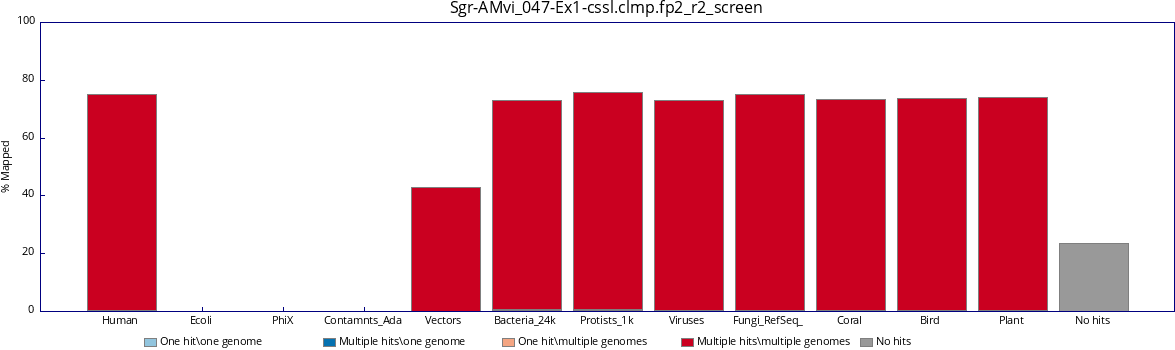 Sgr-AMvi_047-Ex1-cssl.clmp.fp2_r2_screen
100
80
60
40
20
0
% Mapped
Human Ecoli PhiX Contamnts_Ada Vectors Bacteria_24k Protists_1k Viruses Fungi_RefSeq_ Coral Bird Plant No hits
One hit\one genome Multiple hits\one genome One hit\multiple genomes Multiple hits\multiple genomes No hits